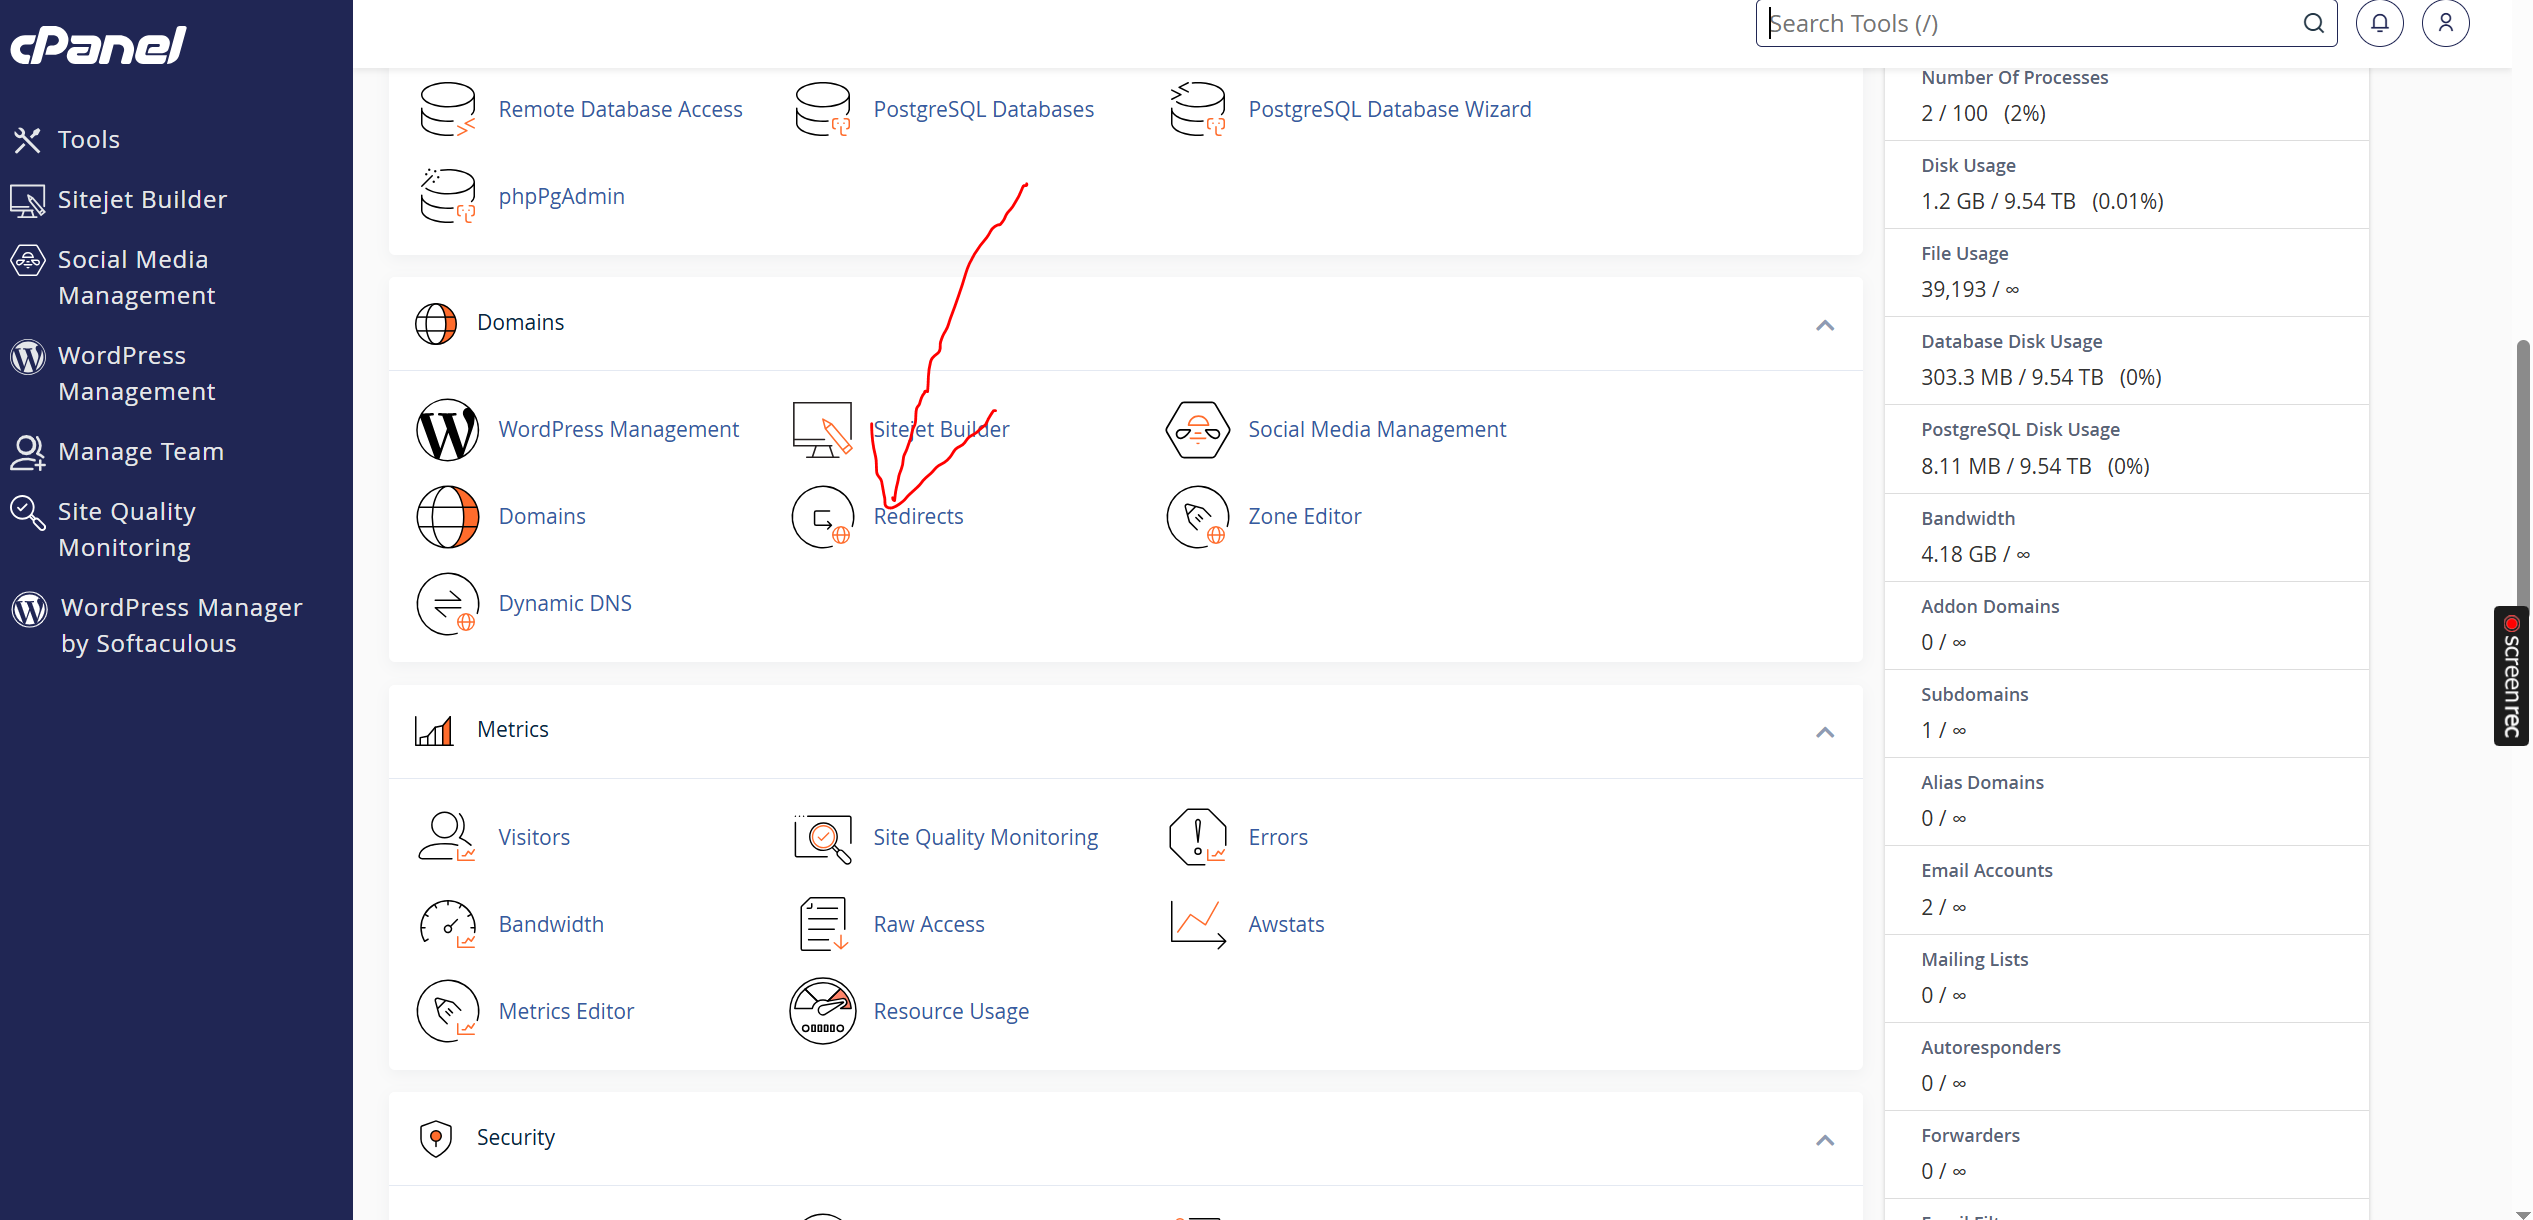 cPanel
Search Tools (/)
Tools
Sitejet Builder
Social Media
Management
WordPress
Management
Manage Team
Site Quality
Monitoring
WordPress Manager
by Softaculous
Remote Database Access
PostgreSQL Databases
PostgreSQL Database Wizard
phpPgAdmin
Domains
WordPress Management
Sitejet Builder
Social Media Management
Domains
Redirects
Zone Editor
Dynamic DNS
Metrics
Visitors
Site Quality Monitoring
Errors
Bandwidth
Raw Access
Awstats
Metrics Editor
Resource Usage
Security
Number Of Processes
2 / 100 (2%)
Disk Usage
1.2 GB / 9.54 TB (0.01%)
File Usage
39,193 / ∞
Database Disk Usage
303.3 MB / 9.54 TB (0%)
PostgreSQL Disk Usage
8.11 MB / 9.54 TB (0%)
Bandwidth
4.18 GB / ∞
Addon Domains
0 / ∞
Subdomains
1 / ∞
Alias Domains
0 / ∞
Email Accounts
2 / ∞
Mailing Lists
0 / ∞
Autoresponders
0 / ∞
Forwarders
0 / ∞
screenrec